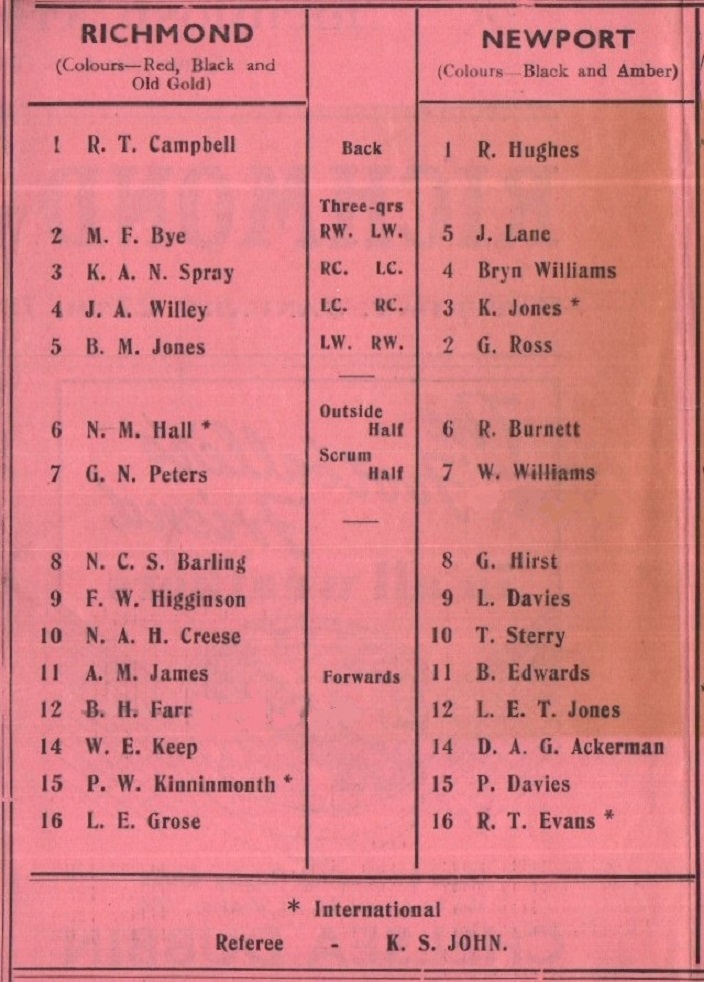 RICHMOND NEWPORT
(Colours—Red, Black and Old Gold) (Colours—Black and Amber)
1 R. T. Campbell Back 1 R. Hughes
Three-qrs
2 M. F. Bye RW. LW. 5 J. Lane
3 K. A. N. Spray RC. LC. 4 Bryn Williams
4 J. A. Willey LC. RC. 3 K. Jones *
5 B. M. Jones LW. RW. 2 G. Ross
6 N. M. Hall * Outside Half 6 R. Burnett
7 G. N. Peters Scrum Half 7 W. Williams
8 N. C. S. Barling 8 G. Hirst
9 F. W. Higginson 9 L. Davies
10 N. A. H. Creese 10 T. Sterry
11 A. M. James Forwards 11 B. Edwards
12 B. H. Farr 12 L. E. T. Jones
14 W. E. Keep 14 D. A. G. Ackerman
15 P. W. Kinninmonth * 15 P. Davies
16 L. E. Grose 16 R. T. Evans *
* International
Referee - K. S. JOHN.